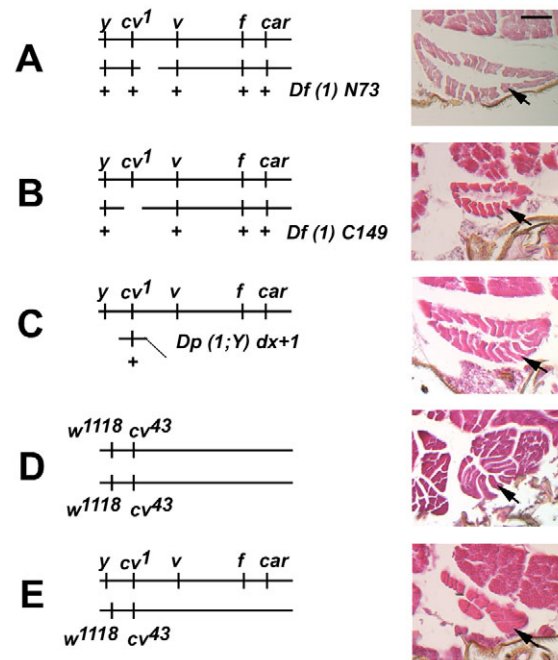 A
y cv1 v f car
+ + + + + Df (1) N73
B
y cv1 v f car
+ + + + Df (1) C149
C
y cv1 v f car
Dp (1;Y) dx+1
+
D
w1118 cv43
w1118 cv43
E
y cv1 v f car
w1118 cv43